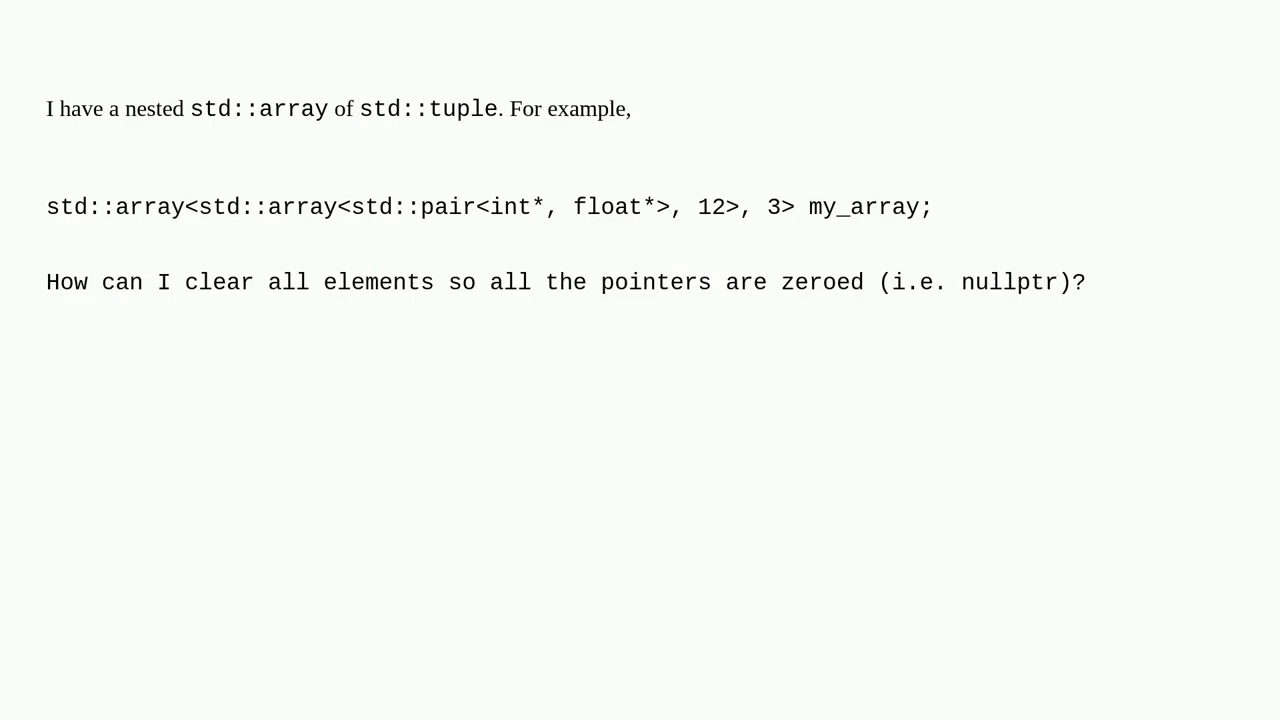 I have a nested std::array of std::tuple. For example,
std::array<std::array<std::pair<int*, float*>, 12>, 3> my_array;
How can I clear all elements so all the pointers are zeroed (i.e. nullptr)?